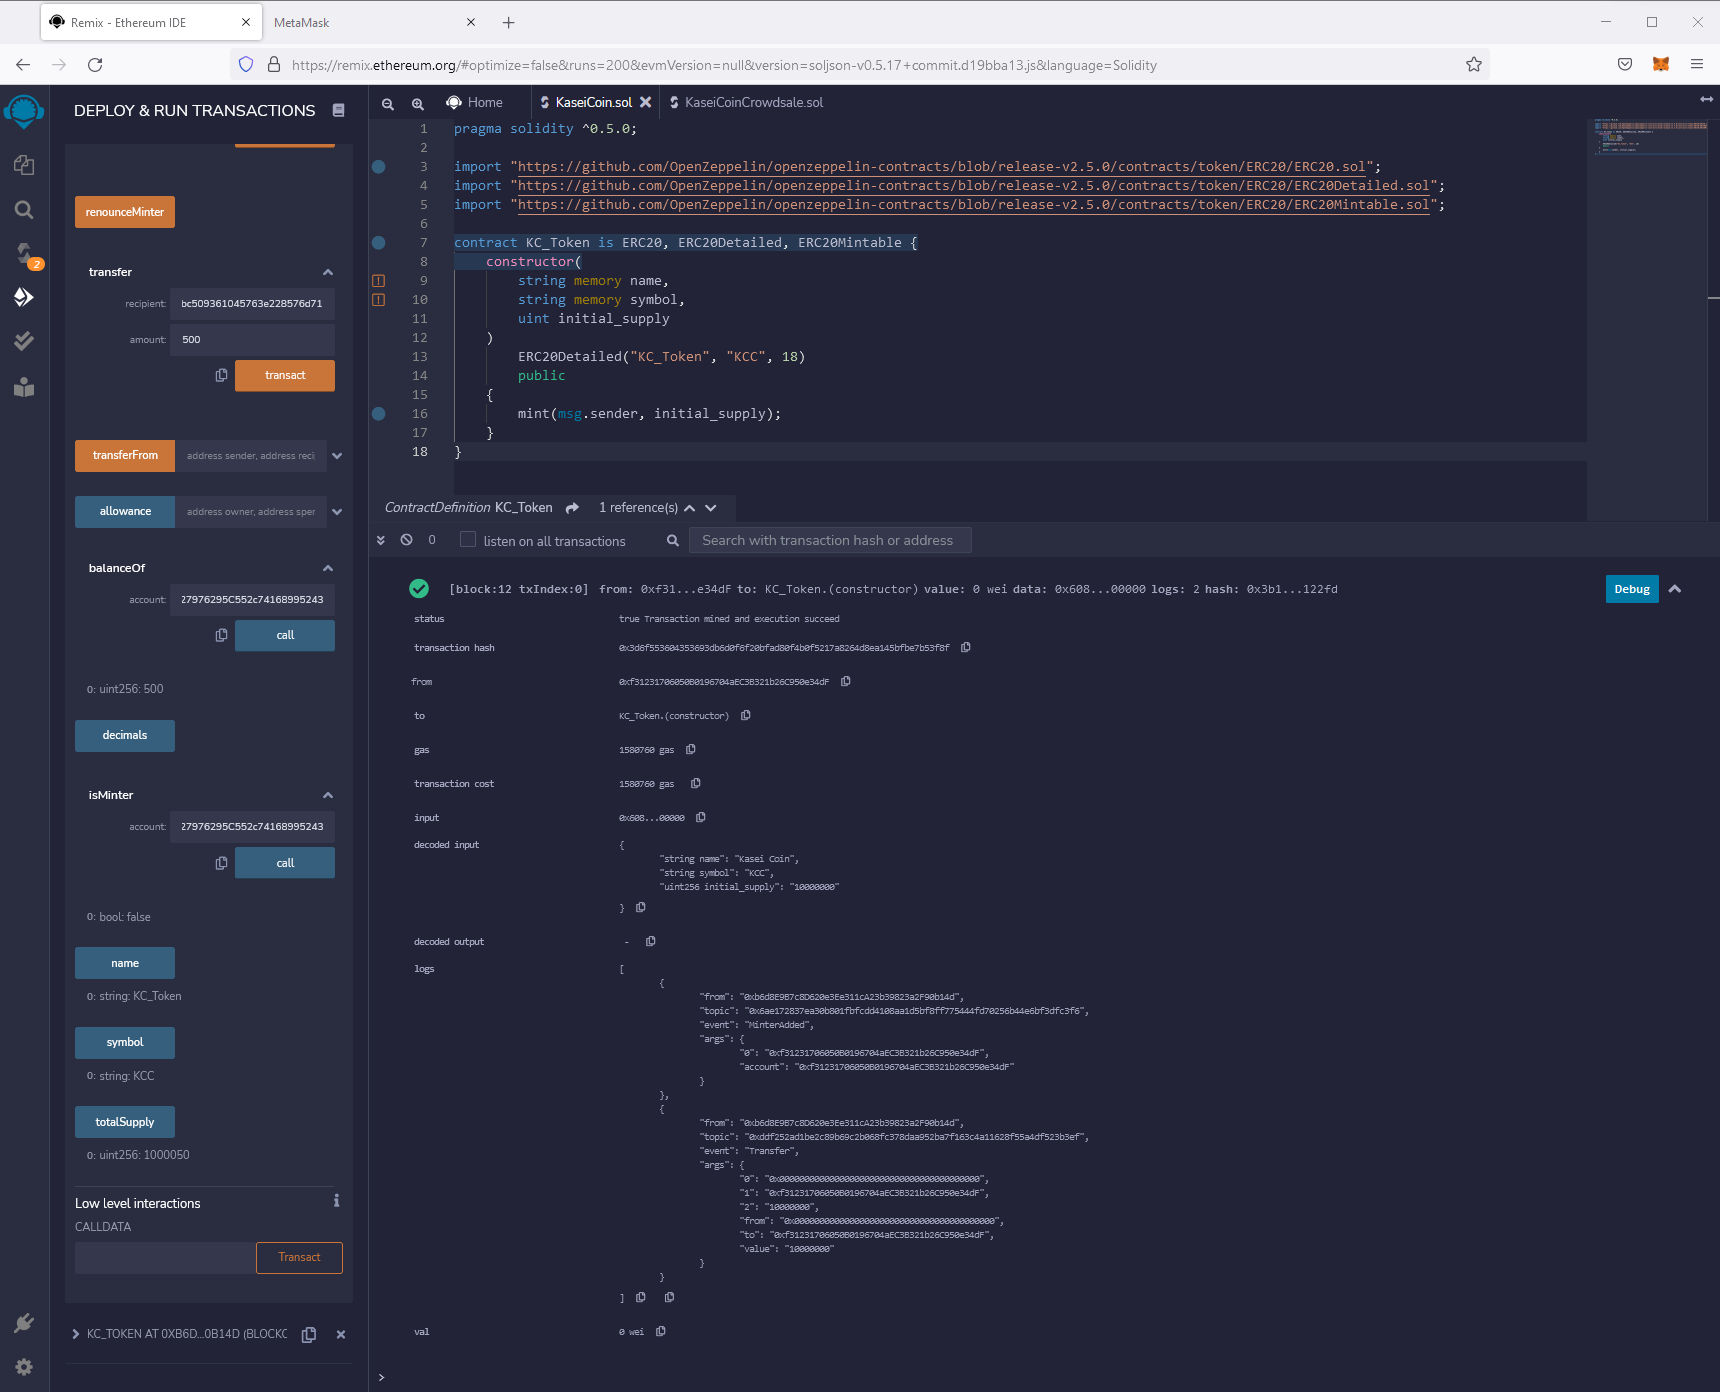 Remix - Ethereum IDE
MetaMask
https://remix.ethereum.org/#optimize=false&runs=200&evmVersion=null&version=soljson-v0.5.17+commit.d19bba13.js&language=Solidity
DEPLOY & RUN TRANSACTIONS
2
renounceMinter
transfer
recipient: bc509361045763e228576d71
amount: 500
transact
transferFrom address sender, address reci
allowance address owner, address sper
balanceOf
account: 27976295C552c74168995243
call
0: uint256: 500
decimals
isMinter
account: 27976295C552c74168995243
call
0: bool: false
name
0: string: KC_Token
symbol
0: string: KCC
totalSupply
0: uint256: 1000050
Low level interactions
CALLDATA
Transact
KC_TOKEN AT 0XB6D...0B14D (BLOCKC
Home
KaseiCoin.sol
KaseiCoinCrowdsale.sol
1 pragma solidity ^0.5.0;
2
3 import "https://github.com/OpenZeppelin/openzeppelin-contracts/blob/release-v2.5.0/contracts/token/ERC20/ERC20.sol";
4 import "https://github.com/OpenZeppelin/openzeppelin-contracts/blob/release-v2.5.0/contracts/token/ERC20/ERC20Detailed.sol";
5 import "https://github.com/OpenZeppelin/openzeppelin-contracts/blob/release-v2.5.0/contracts/token/ERC20/ERC20Mintable.sol";
6
7 contract KC_Token is ERC20, ERC20Detailed, ERC20Mintable {
8 constructor(
9 string memory name,
10 string memory symbol,
11 uint initial_supply
12 )
13 ERC20Detailed("KC_Token", "KCC", 18)
14 public
15 {
16 mint(msg.sender, initial_supply);
17 }
18 }
ContractDefinition KC_Token 1 reference(s)
0 listen on all transactions Search with transaction hash or address
[block:12 txIndex:0] from: 0xf31...e34dF to: KC_Token.(constructor) value: 0 wei data: 0x608...00000 logs: 2 hash: 0x3b1...122fd
Debug
status true Transaction mined and execution succeed
transaction hash 0x3d6f553604353693db6d0f6f20bfad80f4b0f5217a8264d8ea145bfbe7b53f8f
from 0xf31231706050B0196704aEC3B321b26C950e34dF
to KC_Token.(constructor)
gas 1580760 gas
transaction cost 1580760 gas
input 0x608...00000
decoded input {
"string name": "Kasei Coin",
"string symbol": "KCC",
"uint256 initial_supply": "10000000"
}
decoded output -
logs [
{
"from": "0xb6d8E9B7c8D620e3Ee311cA23b39823a2F90b14d",
"topic": "0x6ae172837ea30b801fbfcdd4108aa1d5bf8ff775444fd70256b44e6bf3dfc3f6",
"event": "MinterAdded",
"args": {
"0": "0xf31231706050B0196704aEC3B321b26C950e34dF",
"account": "0xf31231706050B0196704aEC3B321b26C950e34dF"
}
},
{
"from": "0xb6d8E9B7c8D620e3Ee311cA23b39823a2F90b14d",
"topic": "0xddf252ad1be2c89b69c2b068fc378daa952ba7f163c4a11628f55a4df523b3ef",
"event": "Transfer",
"args": {
"0": "0x0000000000000000000000000000000000000000",
"1": "0xf31231706050B0196704aEC3B321b26C950e34dF",
"2": "10000000",
"from": "0x0000000000000000000000000000000000000000",
"to": "0xf31231706050B0196704aEC3B321b26C950e34dF",
"value": "10000000"
}
}
]
val 0 wei
>